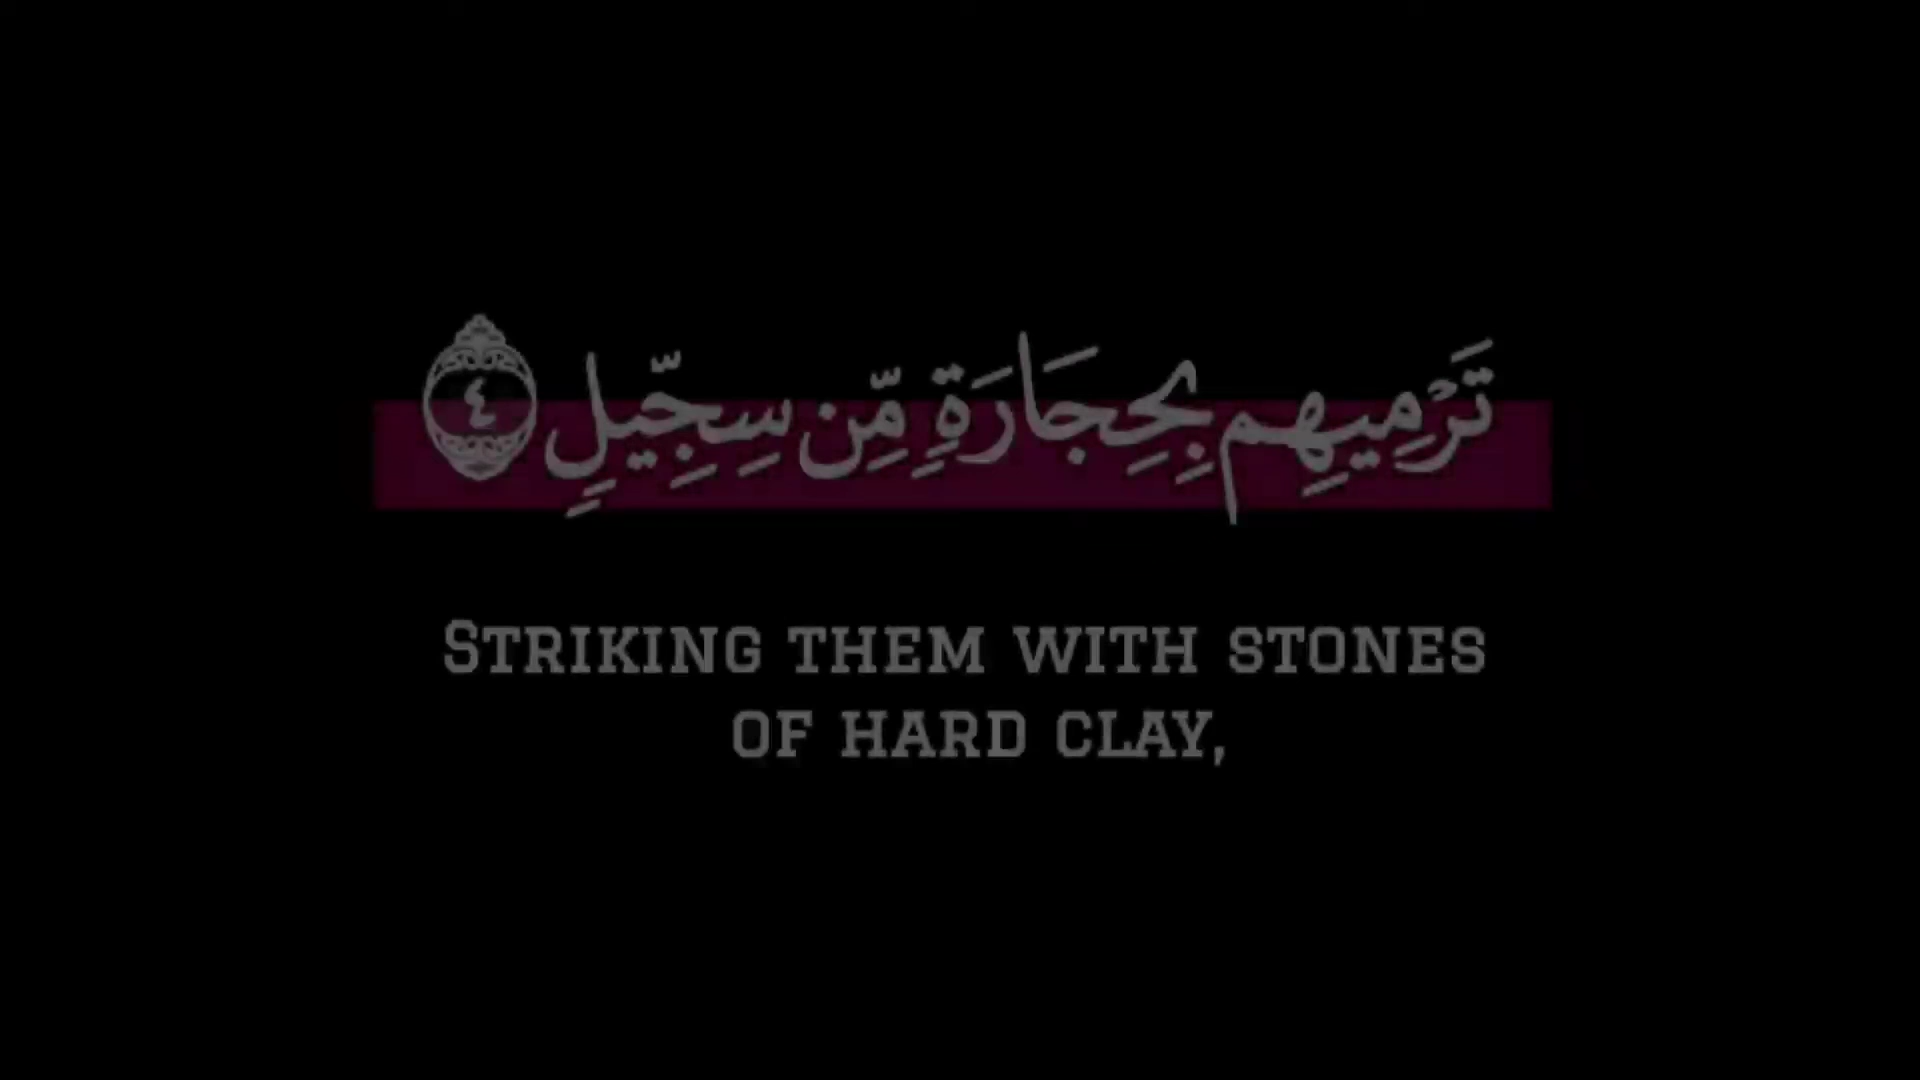 تَرْمِيهِم بِحِجَارَةٍ مِّن سِجِّيلٍ ٤
Striking them with stones
of hard clay,